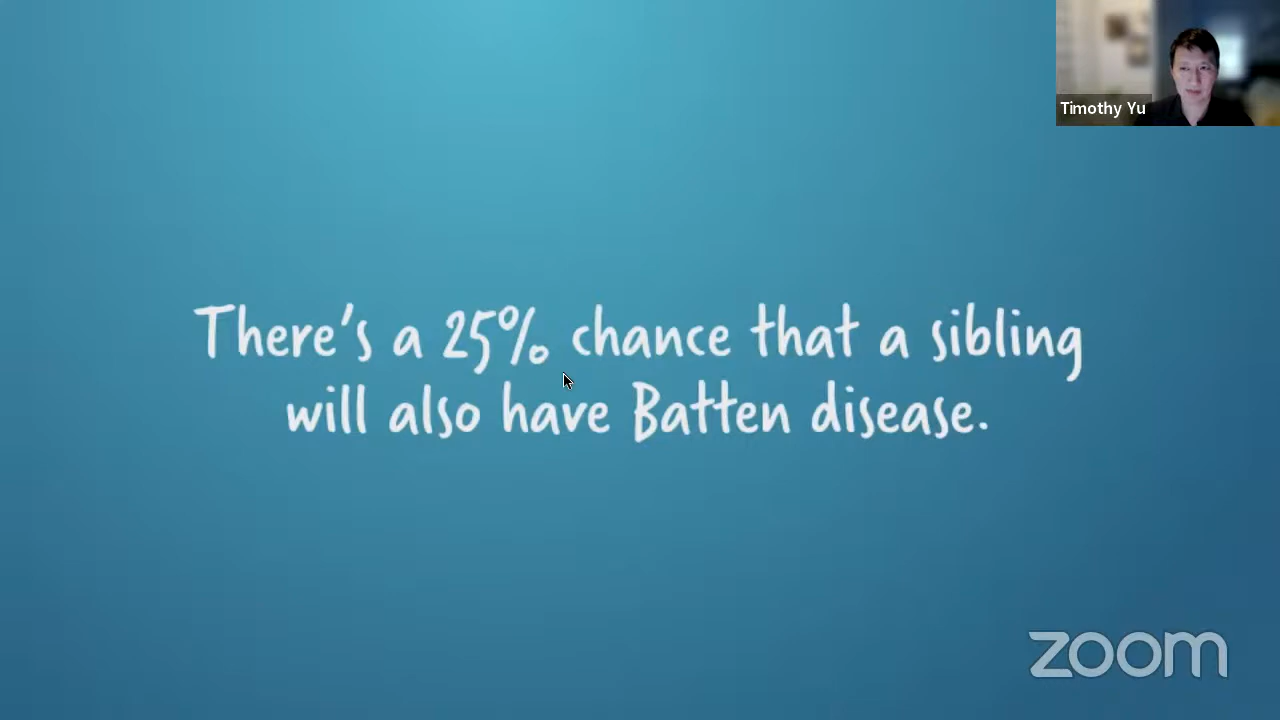 Timothy Yu
There's a 25% chance that a sibling
will also have Batten disease.
zoom